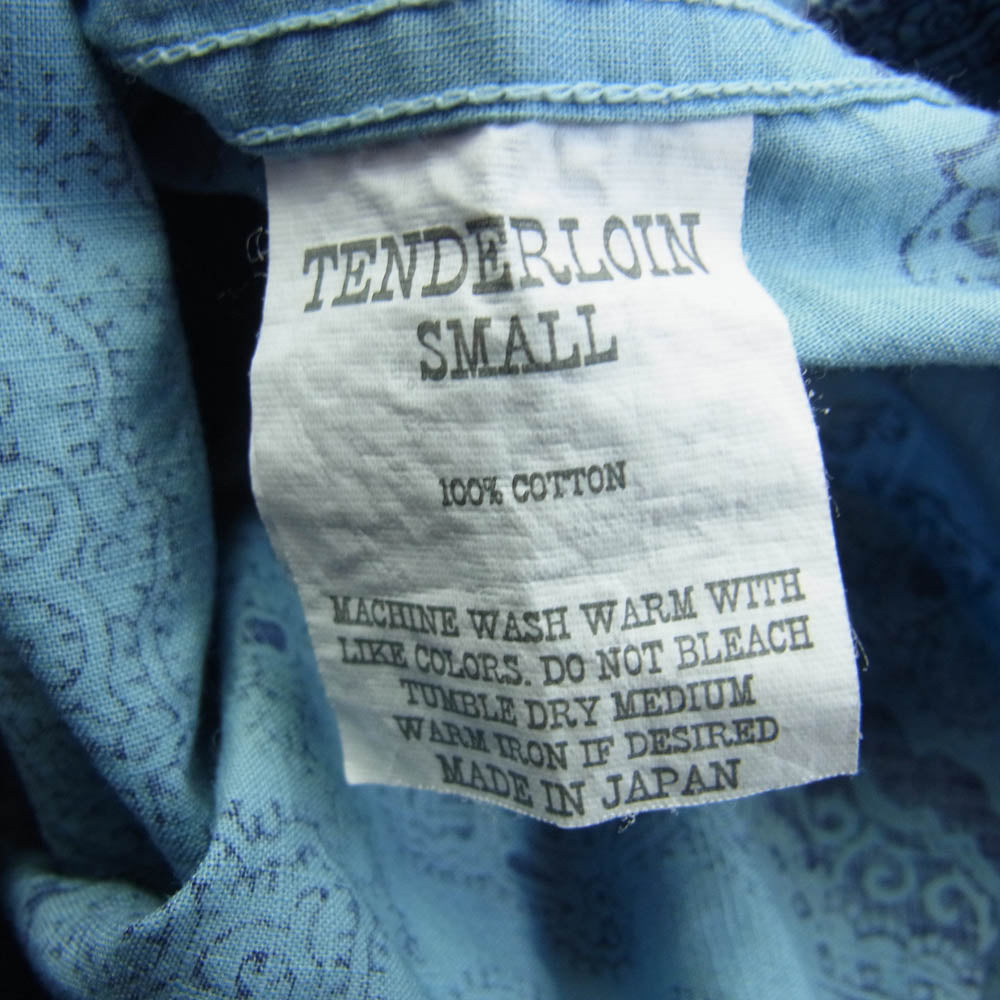 TENDERLOIN
SMALL
100% COTTON
MACHINE WASH WARM WITH
LIKE COLORS. DO NOT BLEACH
TUMBLE DRY MEDIUM
WARM IRON IF DESIRED
MADE IN JAPAN